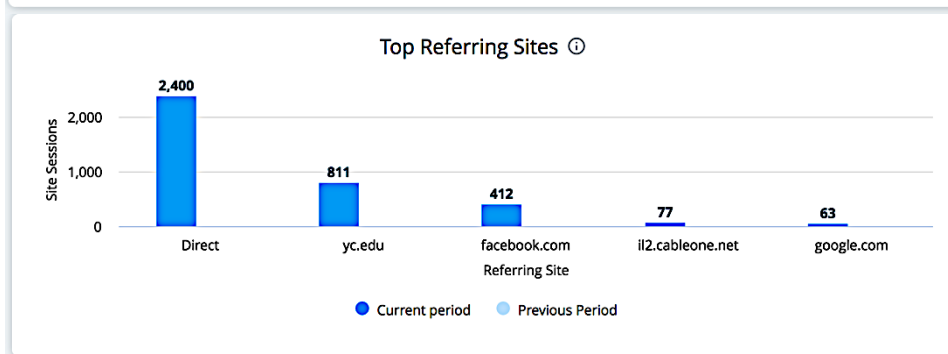 Top Referring Sites
2,400
2,000
811
1,000
412
77
63
0
Site Sessions
Direct yc.edu facebook.com il2.cableone.net google.com
Referring Site
Current period Previous Period